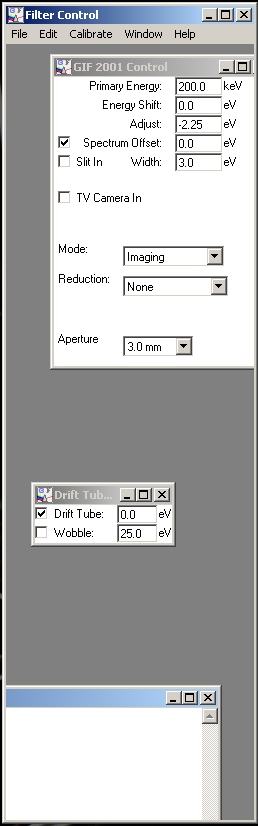 Filter Control
File Edit Calibrate Window Help
GIF 2001 Control
Primary Energy: 200.0 keV
Energy Shift: 0.0 eV
Adjust: -2.25 eV
Spectrum Offset: 0.0 eV
Slit In Width: 3.0 eV
TV Camera In
Mode: Imaging
Reduction: None
Aperture 3.0 mm
Drift Tub...
Drift Tube: 0.0 eV
Wobble: 25.0 eV